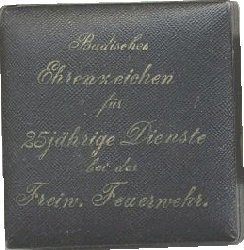 Badisches
Ehrenzeichen
für
25jährige Dienste
bei der
Freiw. Feuerwehr.